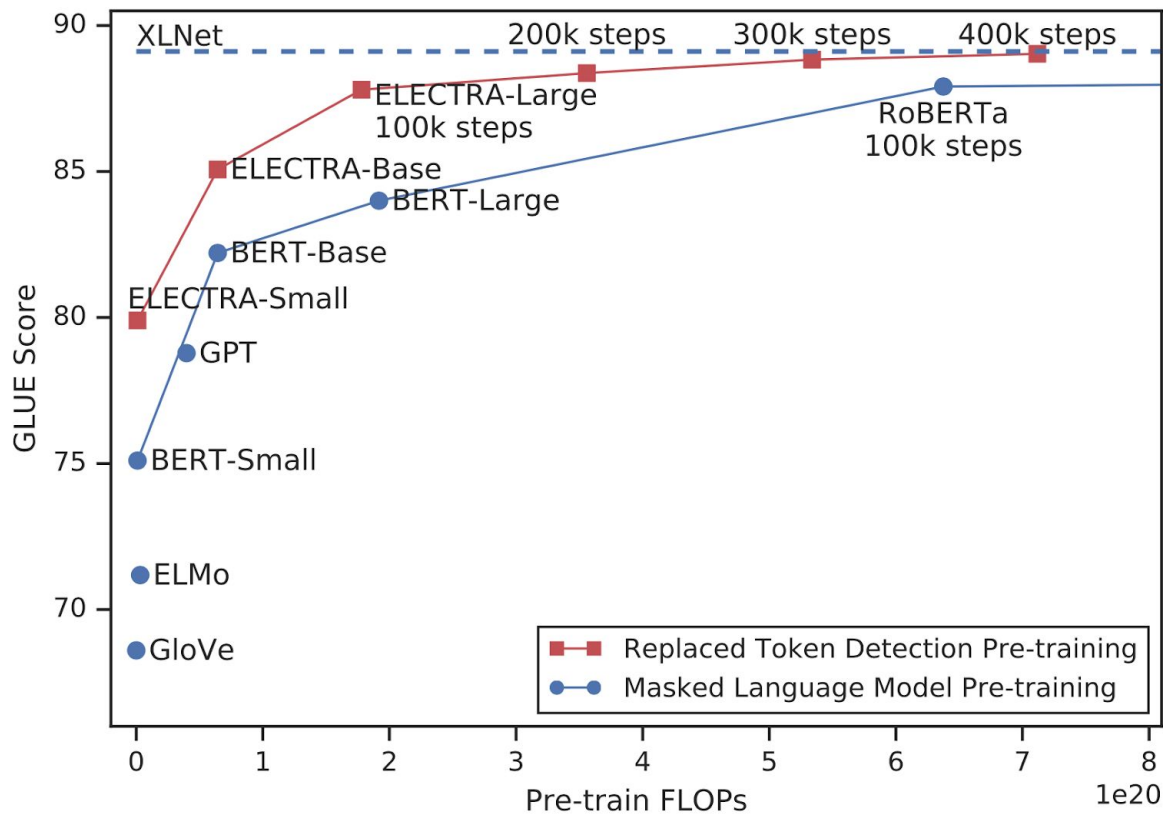 90
XLNet
200k steps
300k steps
400k steps
ELECTRA-Large
100k steps
RoBERTa
100k steps
85
ELECTRA-Base
BERT-Large
BERT-Base
ELECTRA-Small
80
GPT
GLUE Score
75
BERT-Small
ELMo
70
GloVe
Replaced Token Detection Pre-training
Masked Language Model Pre-training
0 1 2 3 4 5 6 7 8
1e20
Pre-train FLOPs